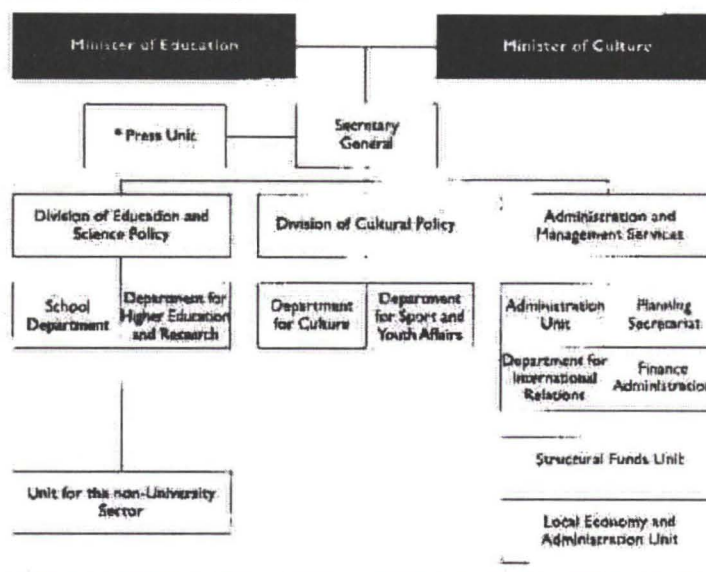 Minister of Education
Minister of Culture
* Press Unit
Secretary
General
Division of Education and
Science Policy
Division of Cultural Policy
Administration and
Management Services
School
Department
Department for
Higher Education
and Research
Department
for Culture
Department
for Sport and
Youth Affairs
Administration
Unit
Planning
Secretariat
Department for
International
Relations
Finance
Administration
Unit for the non-University
Sector
Structural Funds Unit
Local Economy and
Administration Unit